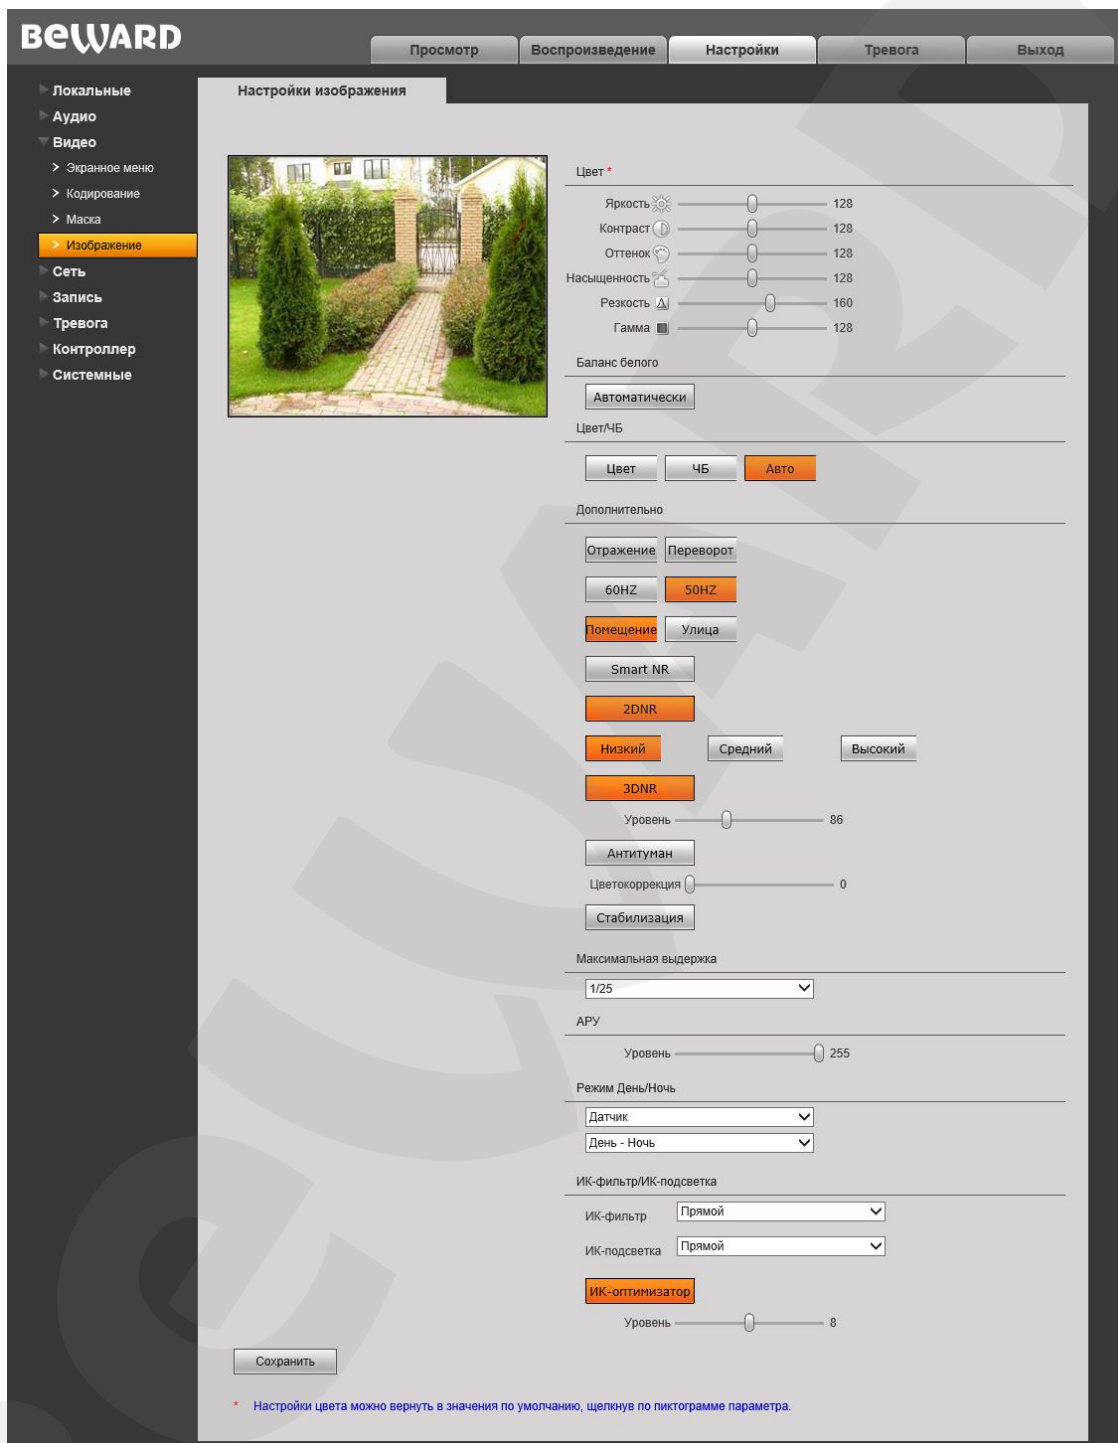 BEWARD
Просмотр
Воспроизведение
Настройки
Тревога
Выход
Локальные
Аудио
Видео
> Экранное меню
> Кодирование
> Маска
> Изображение
Сеть
Запись
Тревога
Контроллер
Системные
Настройки изображения
Цвет *
Яркость 128
Контраст 128
Оттенок 128
Насыщенность 128
Резкость 160
Гамма 128
Баланс белого
Автоматически
Цвет/ЧБ
Цвет ЧБ Авто
Дополнительно
Отражение Переворот
60HZ 50HZ
Помещение Улица
Smart NR
2DNR
Низкий Средний Высокий
3DNR
Уровень 86
Антитуман
Цветокоррекция 0
Стабилизация
Максимальная выдержка
1/25
АРУ
Уровень 255
Режим День/Ночь
Датчик
День - Ночь
ИК-фильтр/ИК-подсветка
ИК-фильтр Прямой
ИК-подсветка Прямой
ИК-оптимизатор
Уровень 8
Сохранить
* Настройки цвета можно вернуть в значения по умолчанию, щелкнув по пиктограмме параметра.